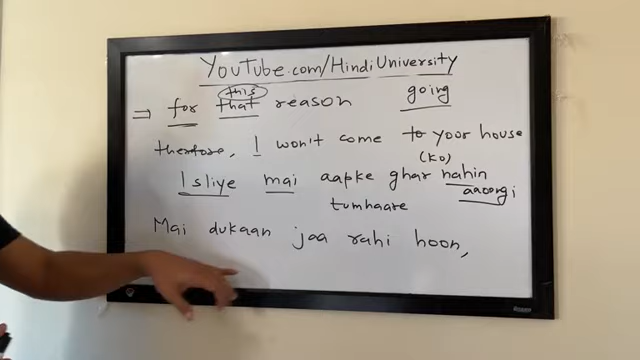 YouTube.com/HindiUniversity
this
⇒ for that reason going
therefore, I won't come to your house
(ko)
Isliye mai aapke ghar nahin
aaoongi
tumhaare
Mai dukaan jaa rahi hoon,